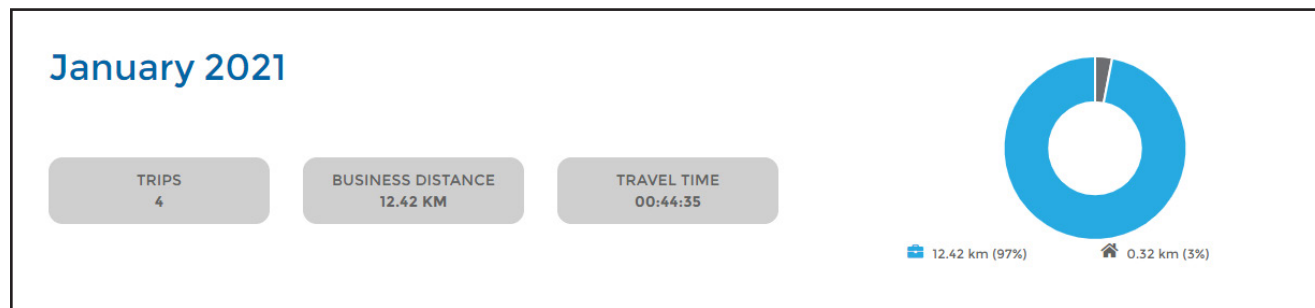 January 2021
TRIPS
4
BUSINESS DISTANCE
12.42 KM
TRAVEL TIME
00:44:35
12.42 km (97%)
0.32 km (3%)